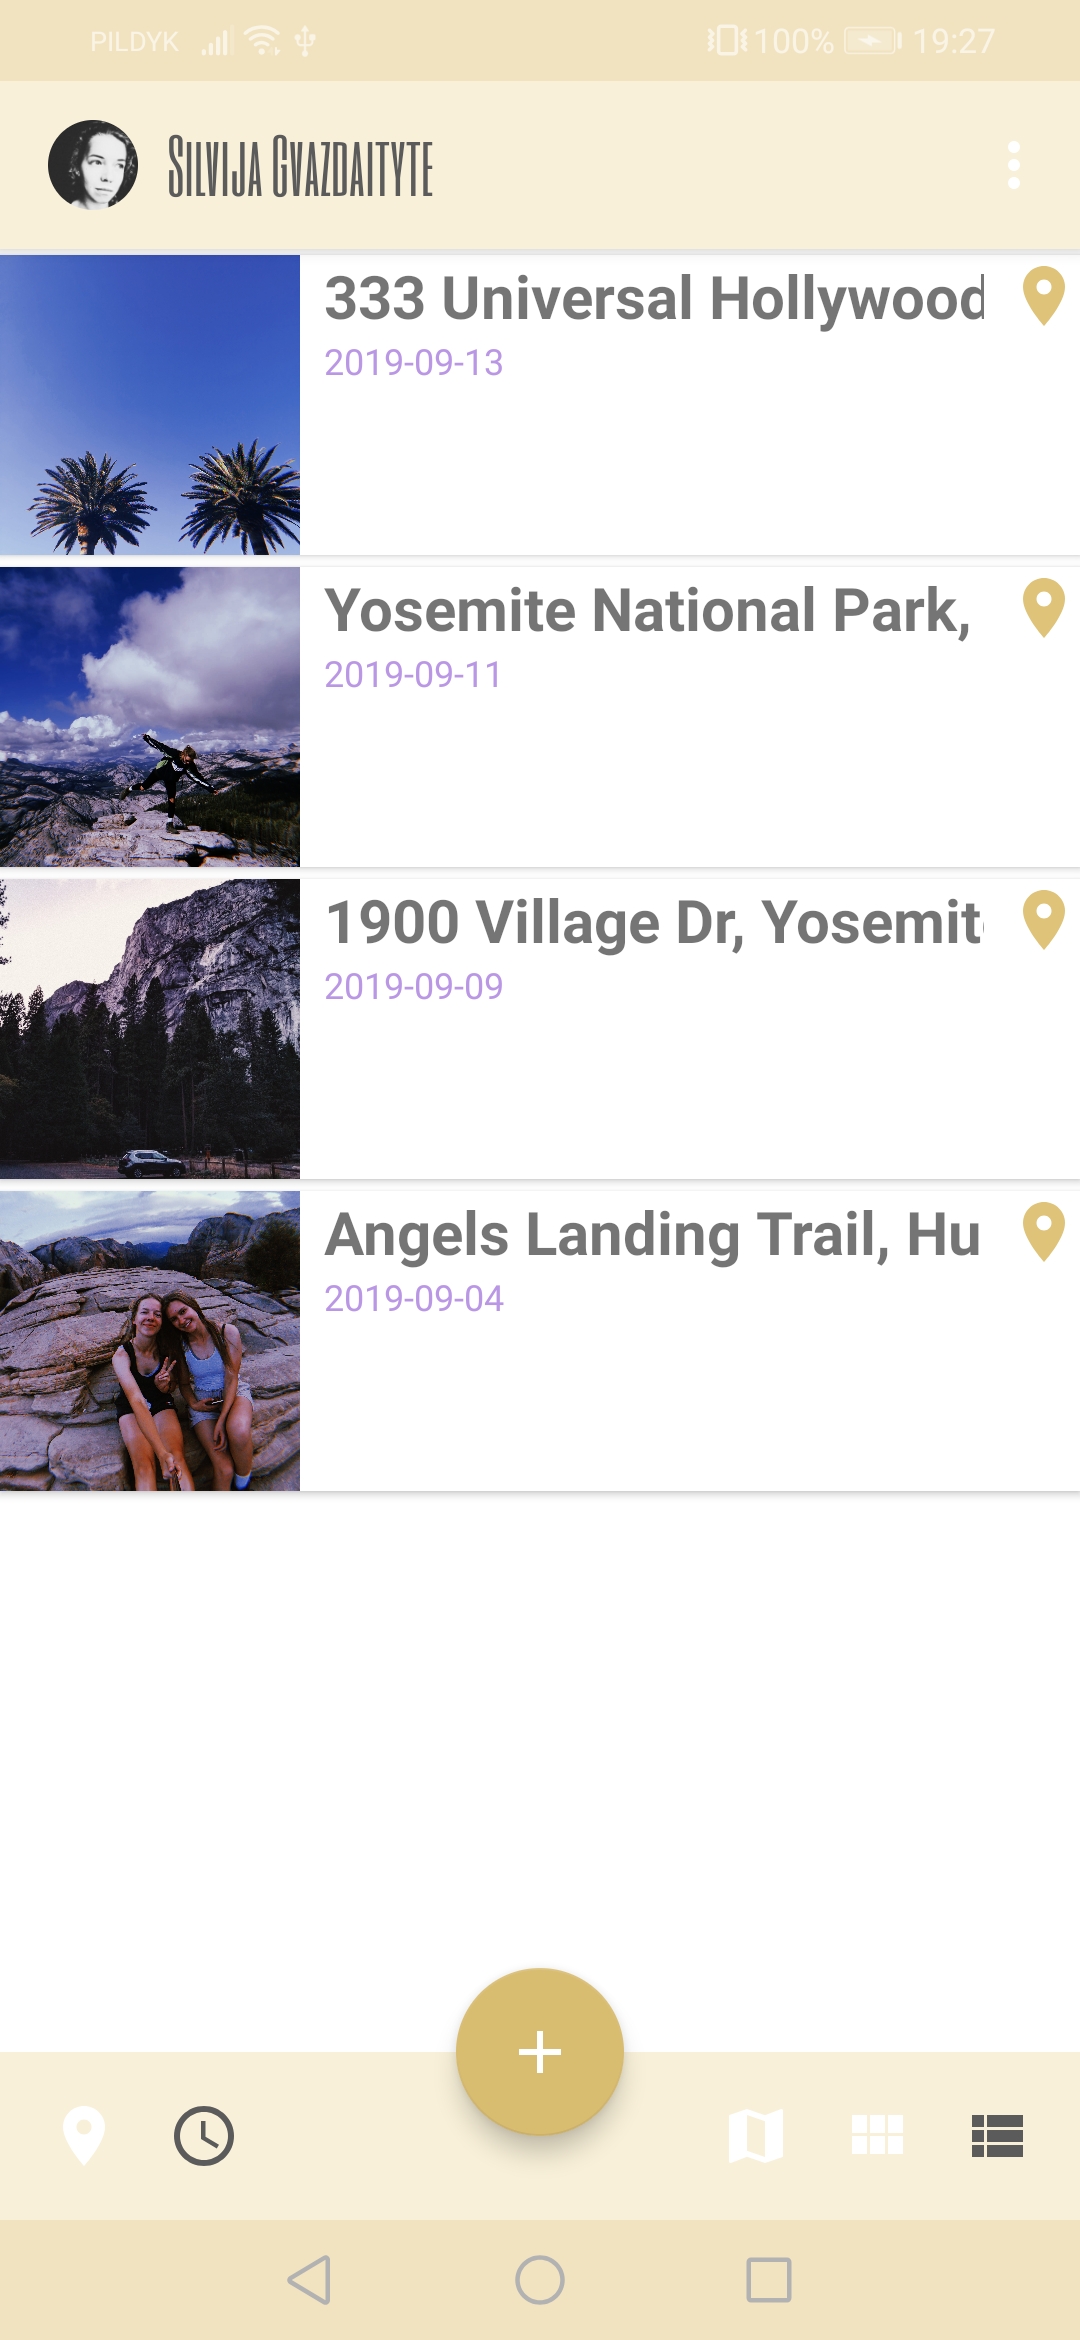 PILDYK 100% 19:27
Silvija Gvazdaityte
333 Universal Hollywood
2019-09-13
Yosemite National Park,
2019-09-11
1900 Village Dr, Yosemite
2019-09-09
Angels Landing Trail, Hu
2019-09-04